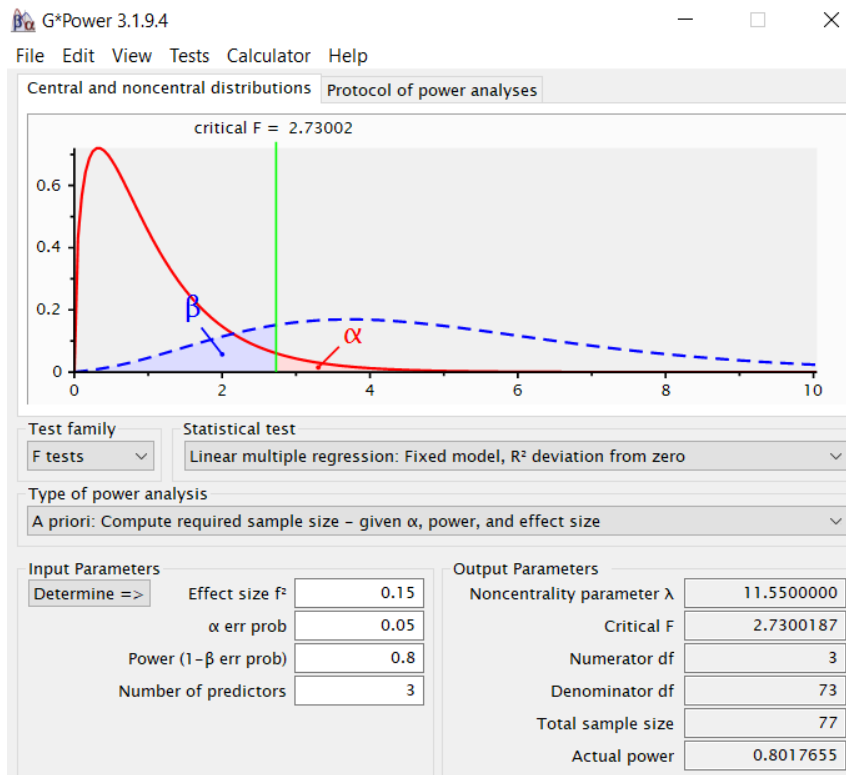 G*Power 3.1.9.4
File Edit View Tests Calculator Help
Central and noncentral distributions Protocol of power analyses
critical F = 2.73002
0.6
0.4
β
0.2
α
0
0 2 4 6 8 10
Test family Statistical test
F tests Linear multiple regression: Fixed model, R² deviation from zero
Type of power analysis
A priori: Compute required sample size – given α, power, and effect size
Input Parameters Output Parameters
Determine => Effect size f² 0.15 Noncentrality parameter λ 11.5500000
α err prob 0.05 Critical F 2.7300187
Power (1-β err prob) 0.8 Numerator df 3
Number of predictors 3 Denominator df 73
Total sample size 77
Actual power 0.8017655